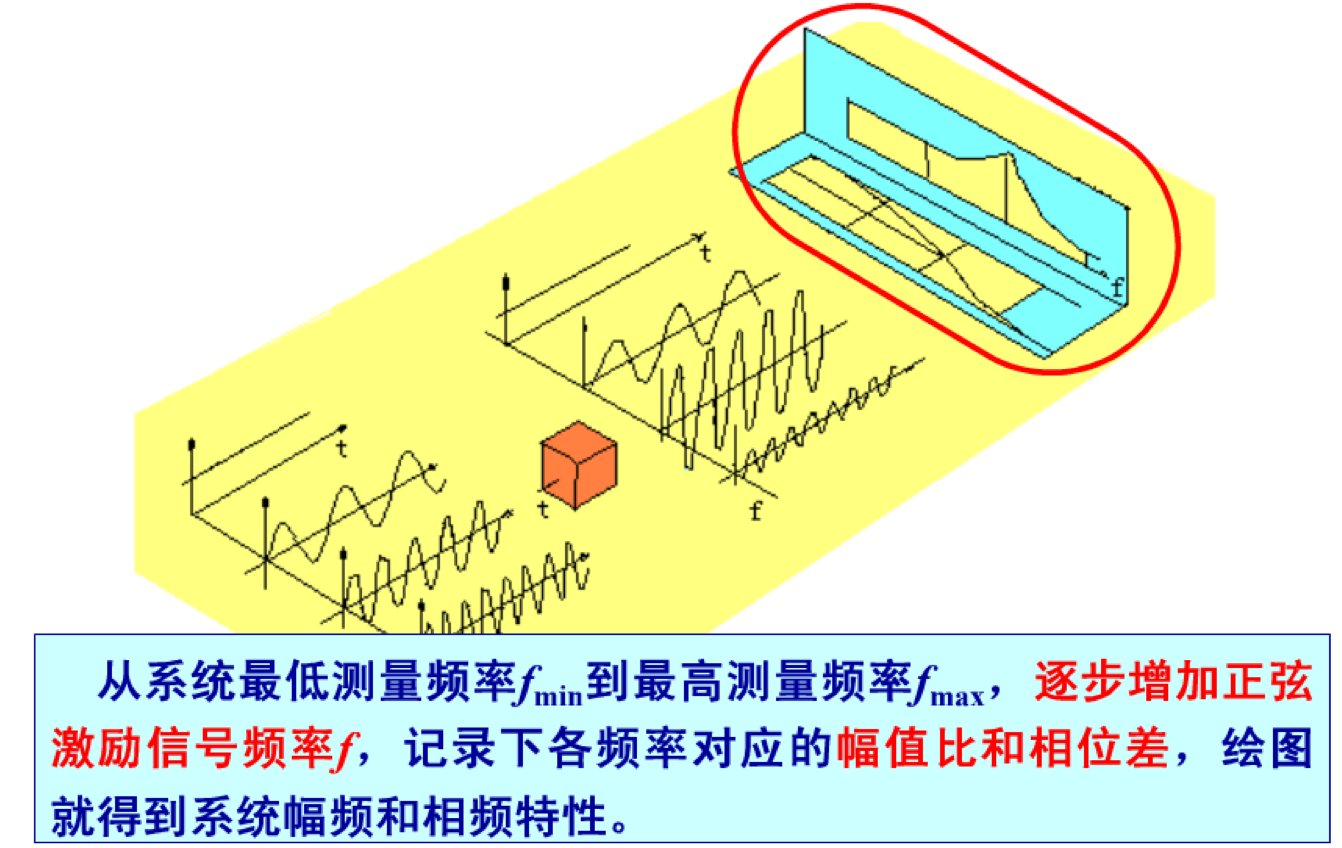 t
f
t
t
f
从系统最低测量频率fmin到最高测量频率fmax，逐步增加正弦
激励信号频率f，记录下各频率对应的幅值比和相位差，绘图
就得到系统幅频和相频特性。